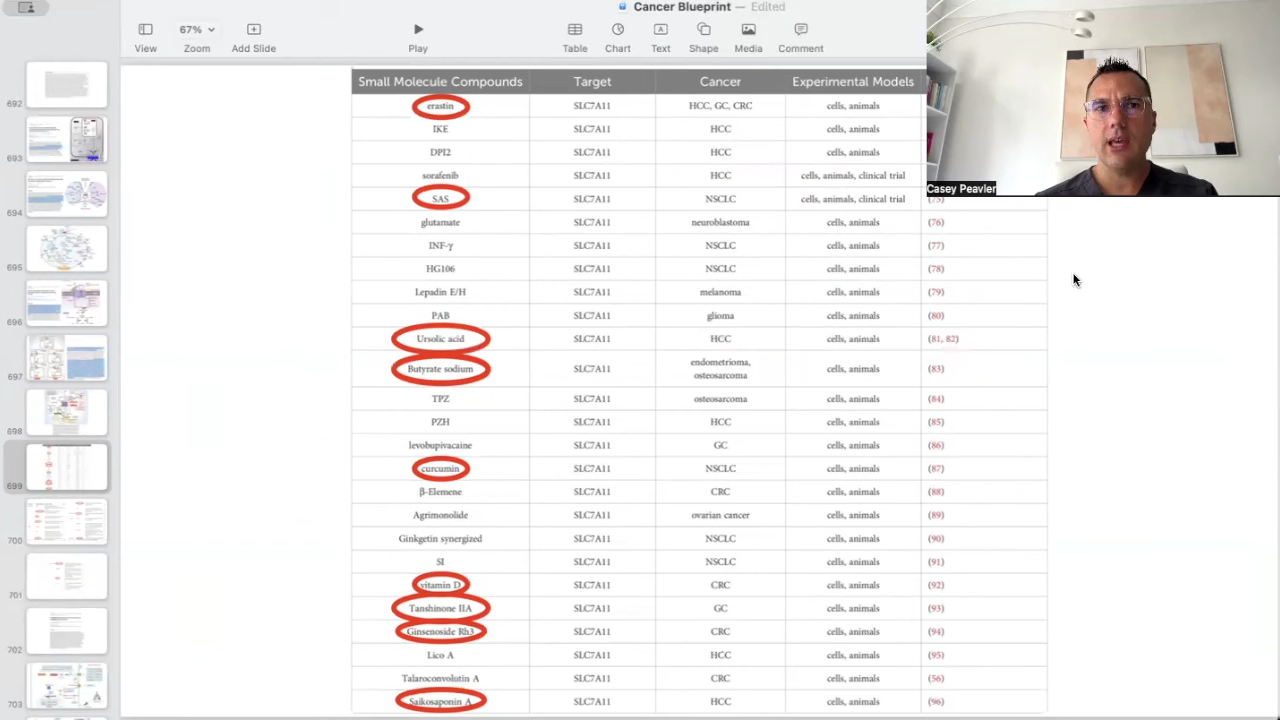 Cancer Blueprint — Edited
67%
View Zoom Add Slide Play Table Chart Text Shape Media Comment
Casey Peavler
692
693
694
695
696
698
699
700
701
702
703
Small Molecule Compounds Target Cancer Experimental Models
erastin SLC7A11 HCC, GC, CRC cells, animals
IKE SLC7A11 HCC cells, animals
DPI2 SLC7A11 HCC cells, animals
sorafenib SLC7A11 HCC cells, animals, clinical trial
SAS SLC7A11 NSCLC cells, animals, clinical trial (75)
glutamate SLC7A11 neuroblastoma cells, animals (76)
INF-γ SLC7A11 NSCLC cells, animals (77)
HG106 SLC7A11 NSCLC cells, animals (78)
Lepadin E/H SLC7A11 melanoma cells, animals (79)
PAB SLC7A11 glioma cells, animals (80)
Ursolic acid SLC7A11 HCC cells, animals (81, 82)
Butyrate sodium SLC7A11 endometrioma, cells, animals (83)
osteosarcoma
TPZ SLC7A11 osteosarcoma cells, animals (84)
PZH SLC7A11 HCC cells, animals (85)
levobupivacaine SLC7A11 GC cells, animals (86)
curcumin SLC7A11 NSCLC cells, animals (87)
β-Elemene SLC7A11 CRC cells, animals (88)
Agrimonolide SLC7A11 ovarian cancer cells, animals (89)
Ginkgetin synergized SLC7A11 NSCLC cells, animals (90)
SI SLC7A11 NSCLC cells, animals (91)
vitamin D SLC7A11 CRC cells, animals (92)
Tanshinone IIA SLC7A11 GC cells, animals (93)
Ginsenoside Rh3 SLC7A11 CRC cells, animals (94)
Lico A SLC7A11 HCC cells, animals (95)
Talaroconvolutin A SLC7A11 CRC cells, animals (56)
Saikosaponin A SLC7A11 HCC cells, animals (96)